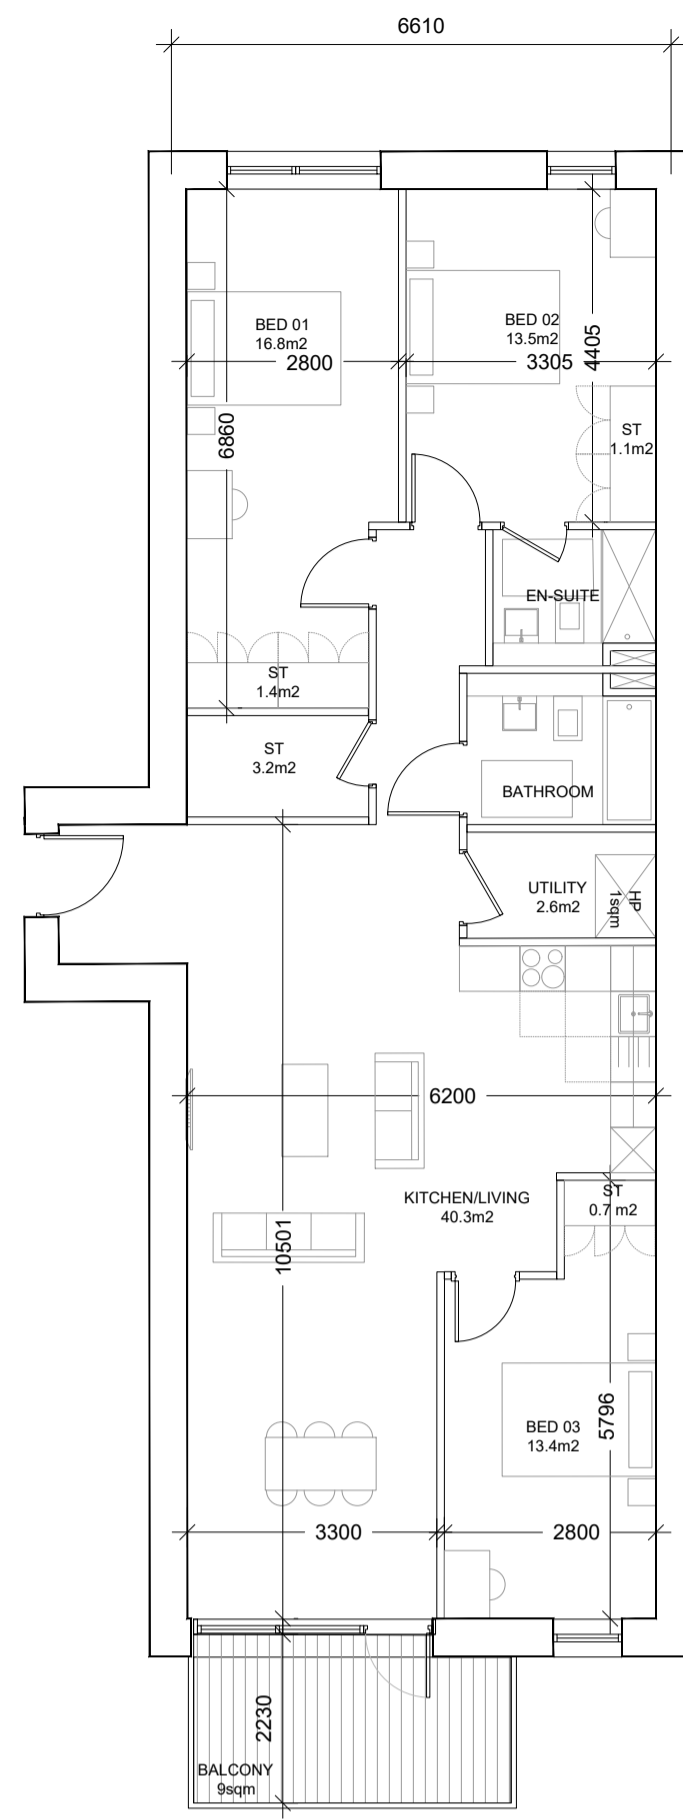 6610
BED 01
16.8m2
BED 02
13.5m2
2800
3305
4405
6860
ST
1.1m2
EN-SUITE
ST
1.4m2
ST
3.2m2
BATHROOM
UTILITY
2.6m2
HP
1sqm
6200
KITCHEN/LIVING
40.3m2
ST
0.7 m2
10501
BED 03
13.4m2
5796
3300
2800
2230
BALCONY
9sqm